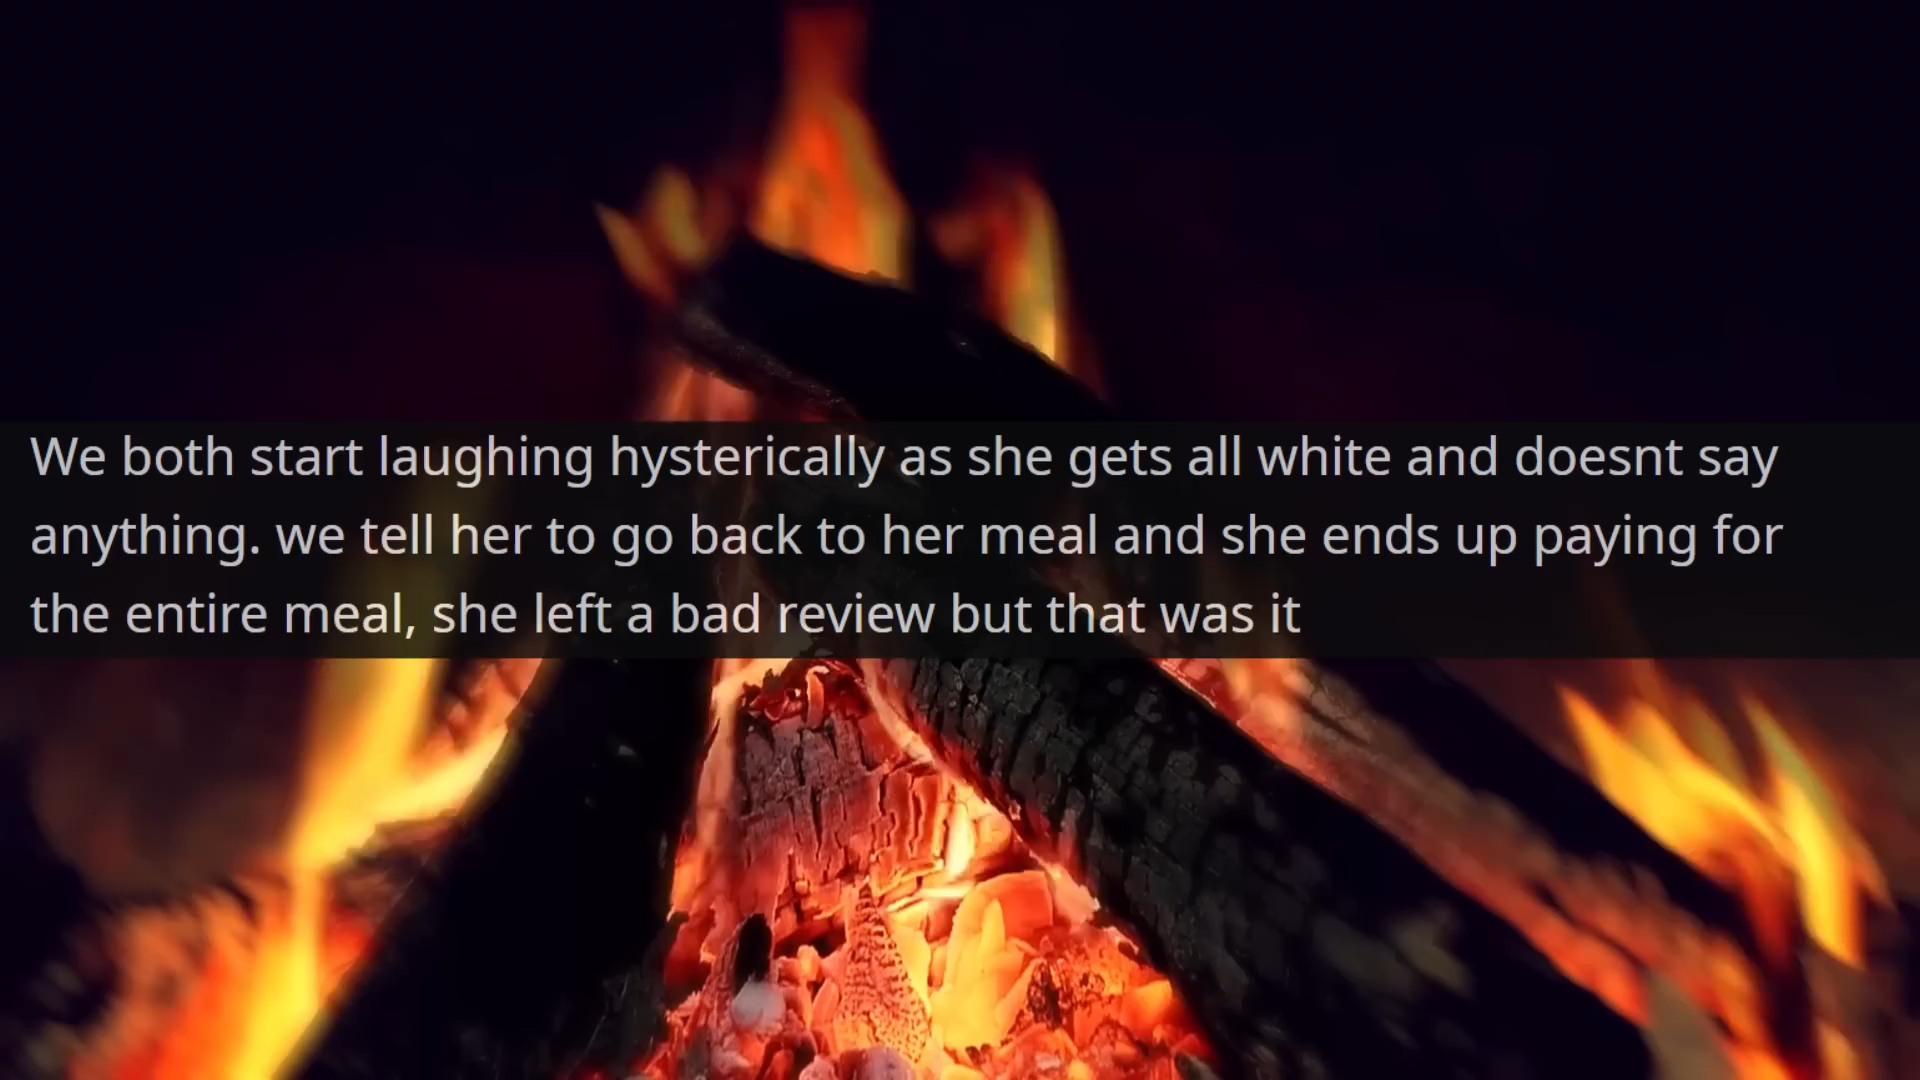 We both start laughing hysterically as she gets all white and doesnt say
anything. we tell her to go back to her meal and she ends up paying for
the entire meal, she left a bad review but that was it